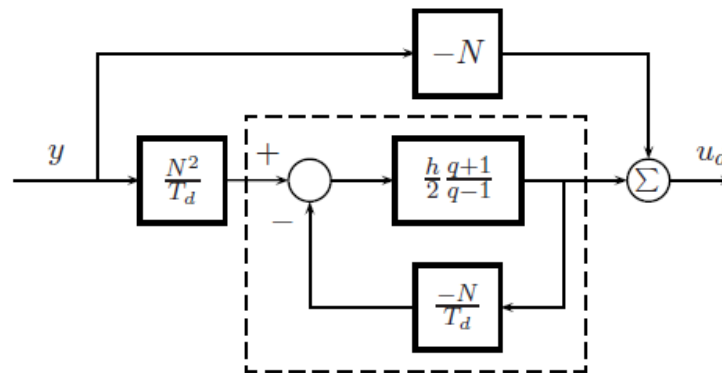 −N
y
N²/T_d
+
−
h/2 q+1/q−1
Σ
u_d
−N/T_d